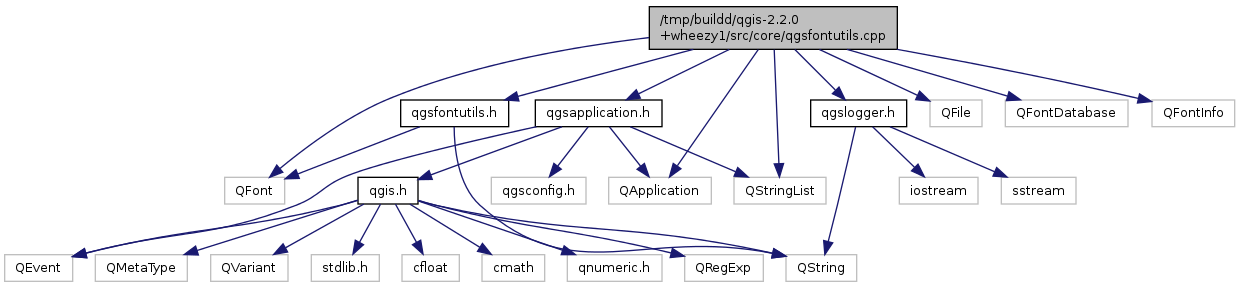 /tmp/buildd/qgis-2.2.0
+wheezy1/src/core/qgsfontutils.cpp
qgsfontutils.h
qgsapplication.h
qgslogger.h
QFile
QFontDatabase
QFontInfo
QFont
qgis.h
qgsconfig.h
QApplication
QStringList
iostream
sstream
QEvent
QMetaType
QVariant
stdlib.h
cfloat
cmath
qnumeric.h
QRegExp
QString